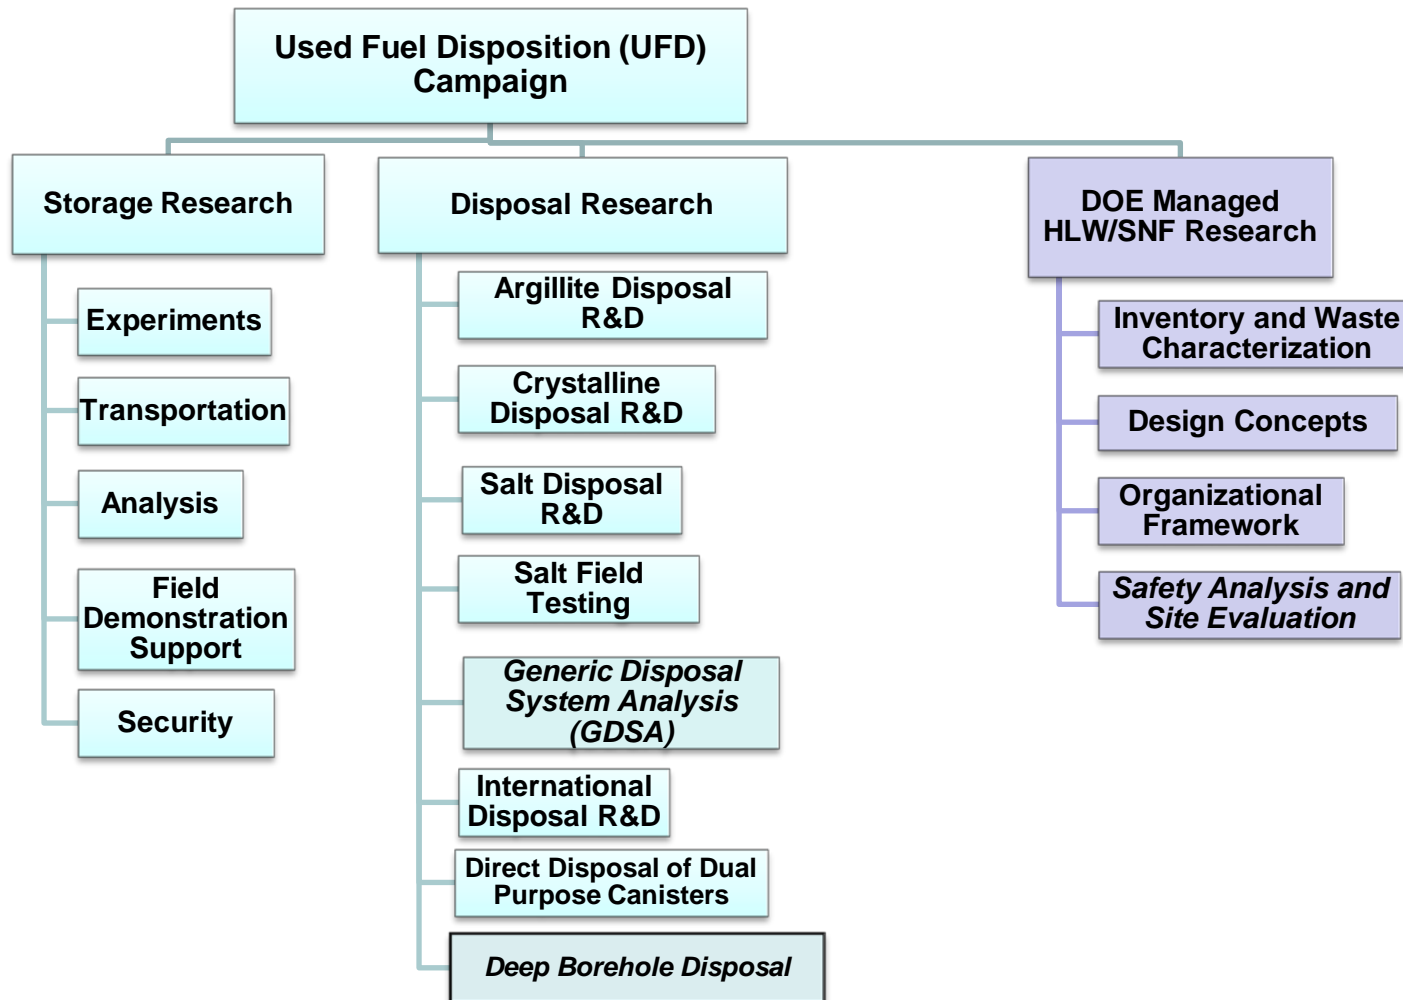 Used Fuel Disposition (UFD)
Campaign
Storage Research
Experiments
Transportation
Analysis
Field
Demonstration
Support
Security
Disposal Research
Argillite Disposal
R&D
Crystalline
Disposal R&D
Salt Disposal
R&D
Salt Field
Testing
Generic Disposal
System Analysis
(GDSA)
International
Disposal R&D
Direct Disposal of Dual
Purpose Canisters
Deep Borehole Disposal
DOE Managed
HLW/SNF Research
Inventory and Waste
Characterization
Design Concepts
Organizational
Framework
Safety Analysis and
Site Evaluation